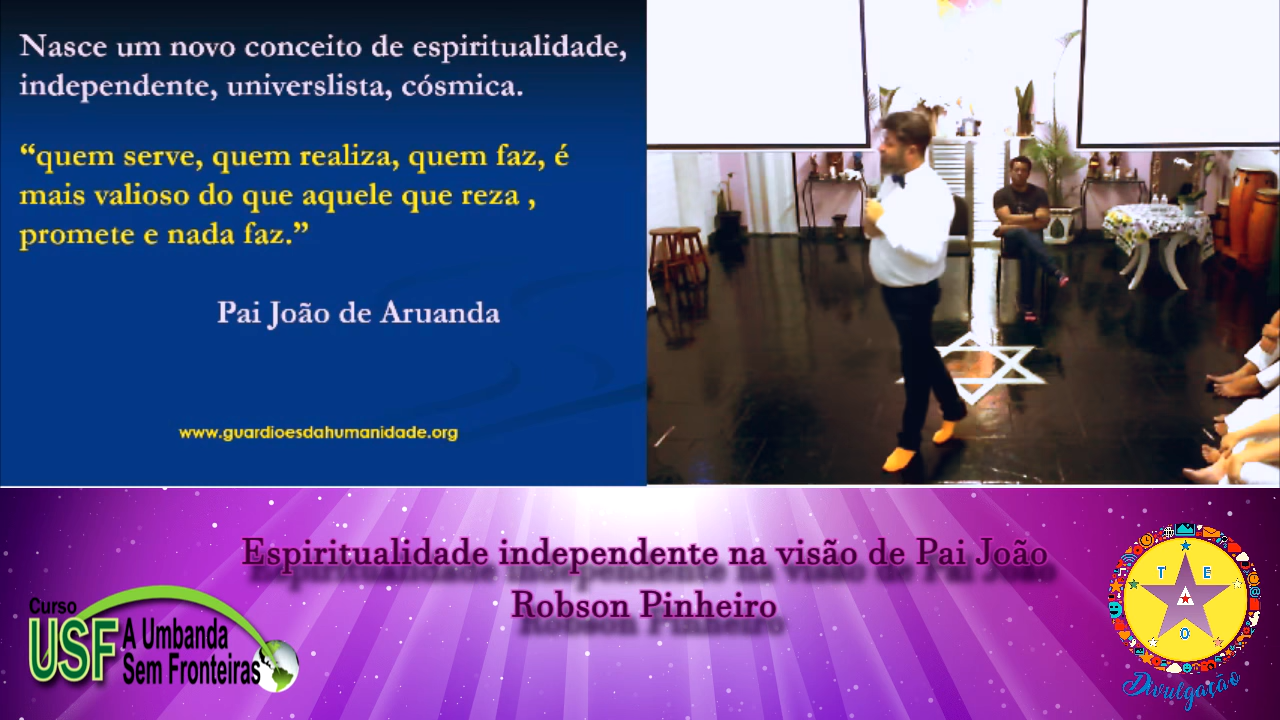 Nasce um novo conceito de espiritualidade,
independente, universlista, cósmica.
“quem serve, quem realiza, quem faz, é
mais valioso do que aquele que reza ,
promete e nada faz.”
Pai João de Aruanda
www.guardioesdahumanidade.org
Espiritualidade independente na visão de Pai João
Robson Pinheiro
Curso
USF A Umbanda
Sem Fronteiras
T E
A
O
Divulgação